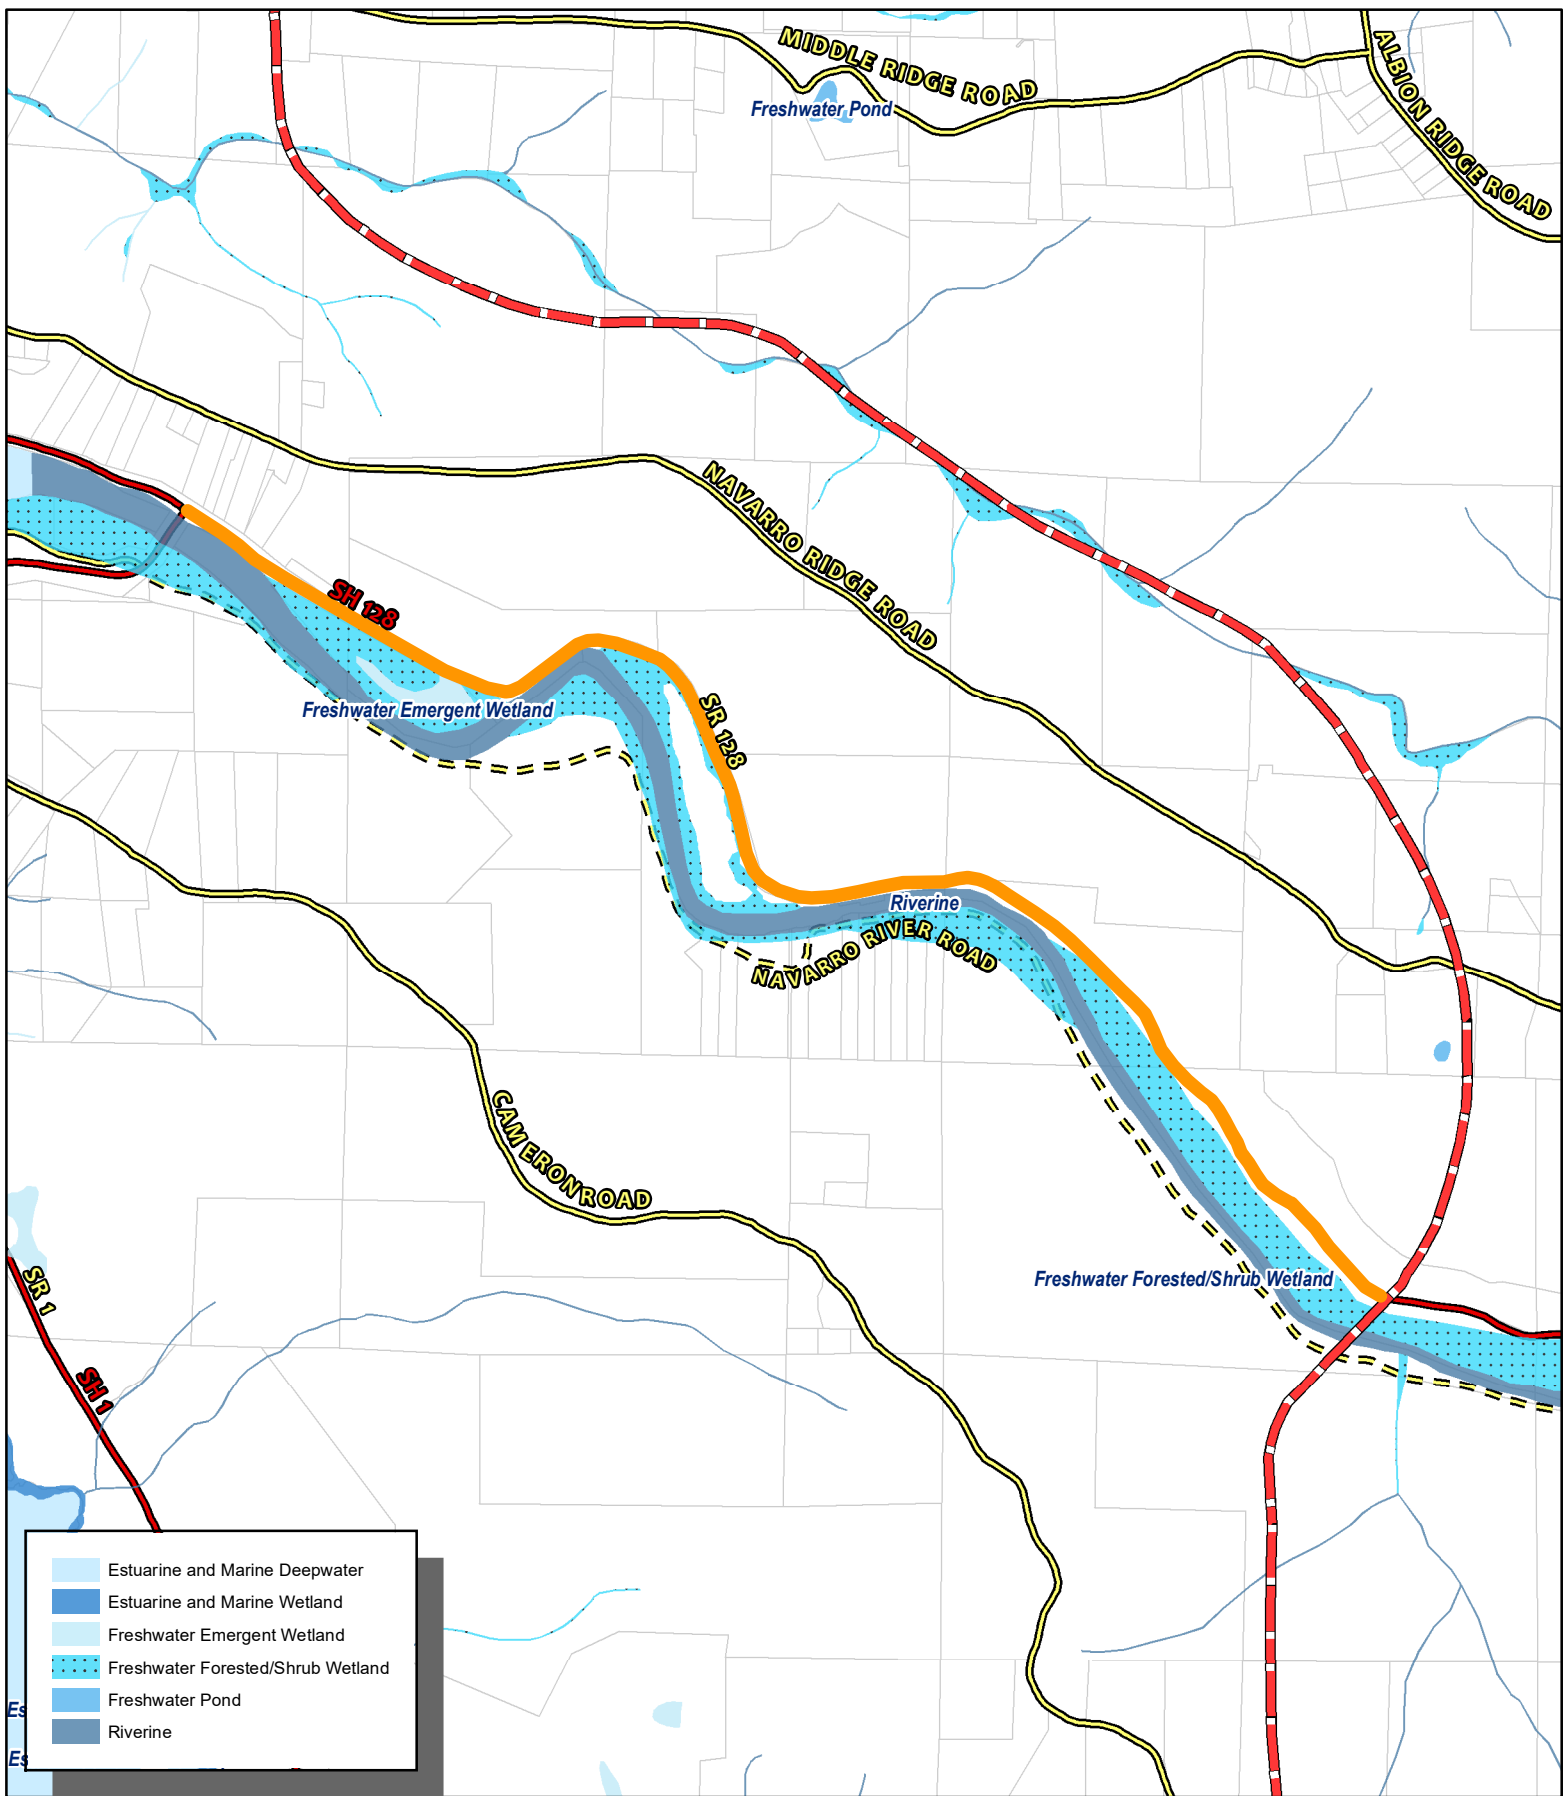 MIDDLE RIDGE ROAD
ALBION RIDGE ROAD
Freshwater Pond
NAVARRO RIDGE ROAD
SH 128
SR 128
Freshwater Emergent Wetland
Riverine
NAVARRO RIVER ROAD
CAMERON ROAD
Freshwater Forested/Shrub Wetland
SR 1
SH 1
Estuarine and Marine Deepwater
Estuarine and Marine Wetland
Freshwater Emergent Wetland
Freshwater Forested/Shrub Wetland
Freshwater Pond
Riverine
Es
Es